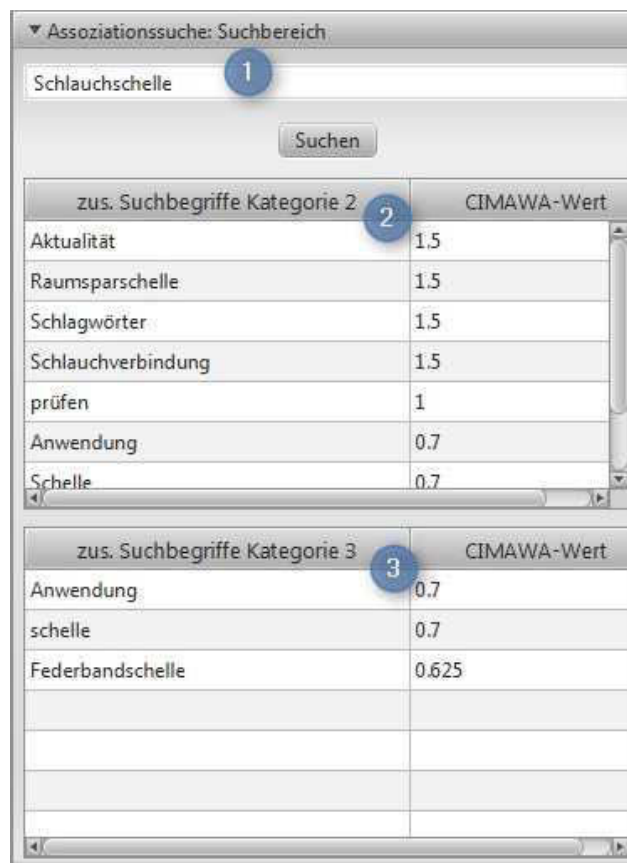 Assoziationssuche: Suchbereich
1
Schlauchschelle
Suchen
zus. Suchbegriffe Kategorie 2 2 CIMAWA-Wert
Aktualität 1.5
Raumsparschelle 1.5
Schlagwörter 1.5
Schlauchverbindung 1.5
prüfen 1
Anwendung 0.7
Schelle 0.7
zus. Suchbegriffe Kategorie 3 3 CIMAWA-Wert
Anwendung 0.7
schelle 0.7
Federbandschelle 0.625